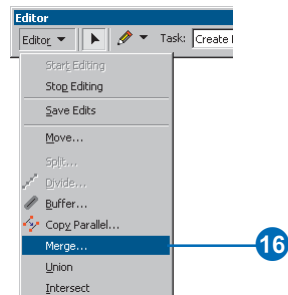 Editor
Editor Task: Create
Start Editing
Stop Editing
Save Edits
Move...
Split...
Divide...
Buffer...
Copy Parallel...
Merge...
16
Union
Intersect